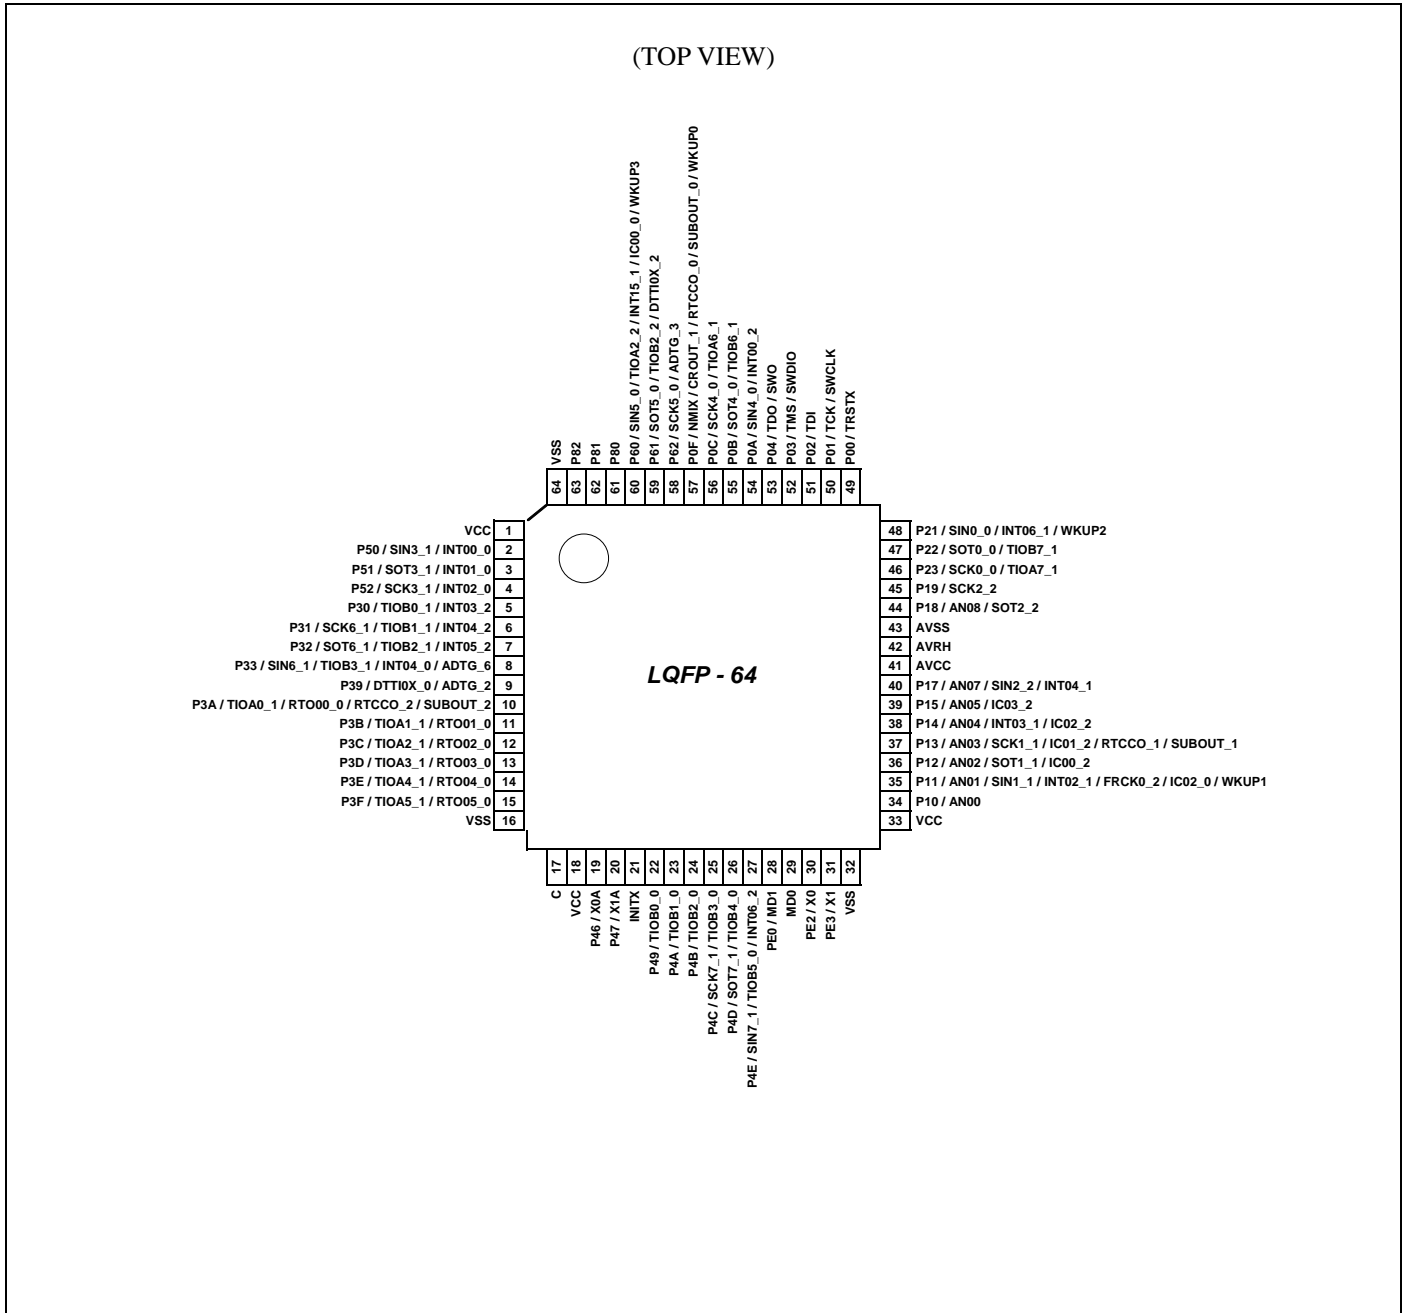 (TOP VIEW)
VSS
P82
P81
P80
P60 / SIN5_0 / TIOA2_2 / INT15_1 / IC00_0 / WKUP3
P61 / SOT5_0 / TIOB2_2 / DTTI0X_2
P62 / SCK5_0 / ADTG_3
P0F / NMIX / CROUT_1 / RTCCO_0 / SUBOUT_0 / WKUP0
P0C / SCK4_0 / TIOA6_1
P0B / SOT4_0 / TIOB6_1
P0A / SIN4_0 / INT00_2
P04 / TDO / SWO
P03 / TMS / SWDIO
P02 / TDI
P01 / TCK / SWCLK
P00 / TRSTX
64
63
62
61
60
59
58
57
56
55
54
53
52
51
50
49
VCC 1
P50 / SIN3_1 / INT00_0 2
P51 / SOT3_1 / INT01_0 3
P52 / SCK3_1 / INT02_0 4
P30 / TIOB0_1 / INT03_2 5
P31 / SCK6_1 / TIOB1_1 / INT04_2 6
P32 / SOT6_1 / TIOB2_1 / INT05_2 7
P33 / SIN6_1 / TIOB3_1 / INT04_0 / ADTG_6 8
P39 / DTTI0X_0 / ADTG_2 9
P3A / TIOA0_1 / RTO00_0 / RTCCO_2 / SUBOUT_2 10
P3B / TIOA1_1 / RTO01_0 11
P3C / TIOA2_1 / RTO02_0 12
P3D / TIOA3_1 / RTO03_0 13
P3E / TIOA4_1 / RTO04_0 14
P3F / TIOA5_1 / RTO05_0 15
VSS 16
LQFP - 64
48 P21 / SIN0_0 / INT06_1 / WKUP2
47 P22 / SOT0_0 / TIOB7_1
46 P23 / SCK0_0 / TIOA7_1
45 P19 / SCK2_2
44 P18 / AN08 / SOT2_2
43 AVSS
42 AVRH
41 AVCC
40 P17 / AN07 / SIN2_2 / INT04_1
39 P15 / AN05 / IC03_2
38 P14 / AN04 / INT03_1 / IC02_2
37 P13 / AN03 / SCK1_1 / IC01_2 / RTCCO_1 / SUBOUT_1
36 P12 / AN02 / SOT1_1 / IC00_2
35 P11 / AN01 / SIN1_1 / INT02_1 / FRCK0_2 / IC02_0 / WKUP1
34 P10 / AN00
33 VCC
17
18
19
20
21
22
23
24
25
26
27
28
29
30
31
32
C
VCC
P46 / X0A
P47 / X1A
INITX
P49 / TIOB0_0
P4A / TIOB1_0
P4B / TIOB2_0
P4C / SCK7_1 / TIOB3_0
P4D / SOT7_1 / TIOB4_0
P4E / SIN7_1 / TIOB5_0 / INT06_2
PE0 / MD1
MD0
PE2 / X0
PE3 / X1
VSS